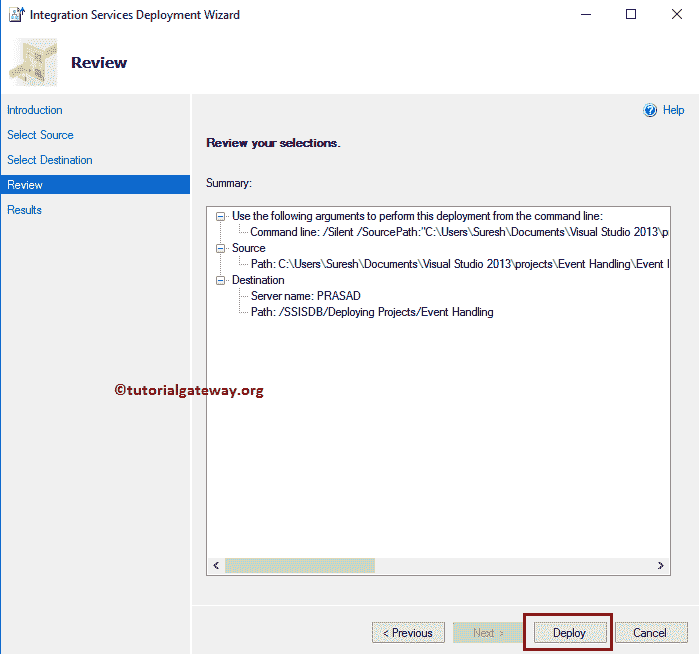 Integration Services Deployment Wizard
Review
Introduction
Select Source
Select Destination
Review
Results
Help
Review your selections.
Summary:
Use the following arguments to perform this deployment from the command line:
Command line: /Silent /SourcePath:"C:\Users\Suresh\Documents\Visual Studio 2013\p
Source
Path: C:\Users\Suresh\Documents\Visual Studio 2013\projects\Event Handling\Event
Destination
Server name: PRASAD
Path: /SSISDB/Deploying Projects/Event Handling
©tutorialgateway.org
< Previous
Next >
Deploy
Cancel